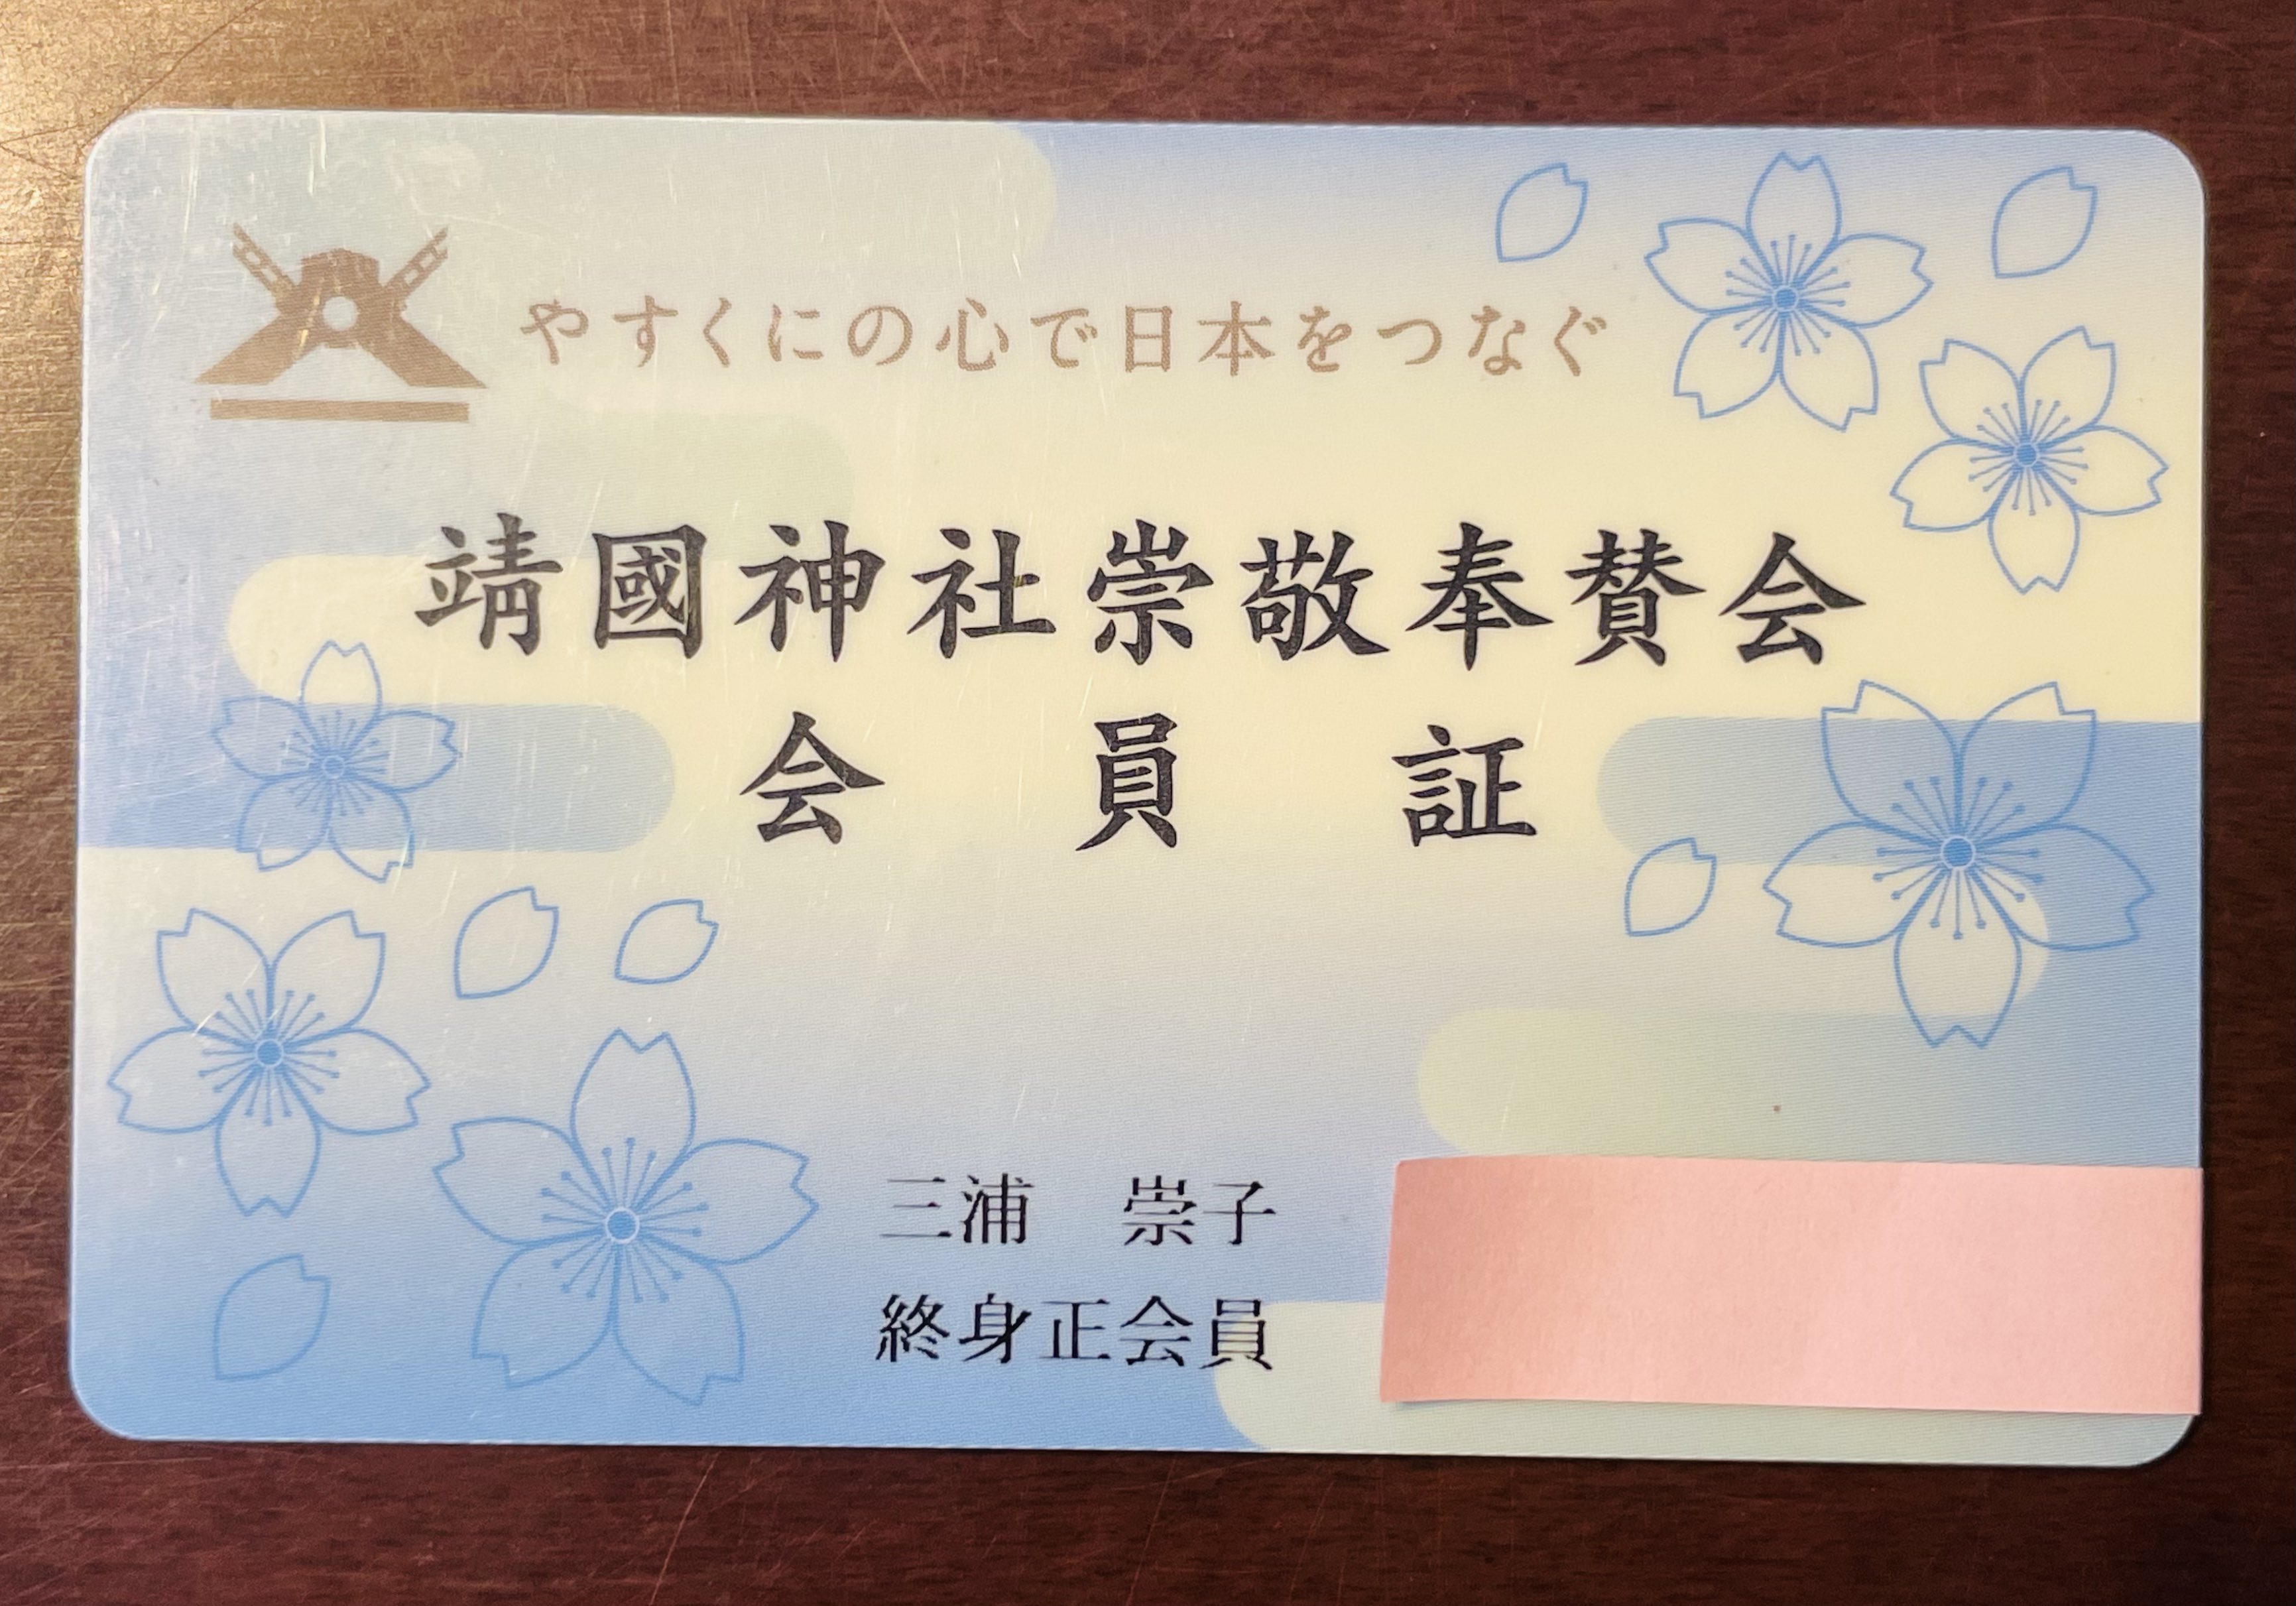 やすくにの心で日本をつなぐ
靖國神社崇敬奉賛会
会員証
三浦 崇子
終身正会員